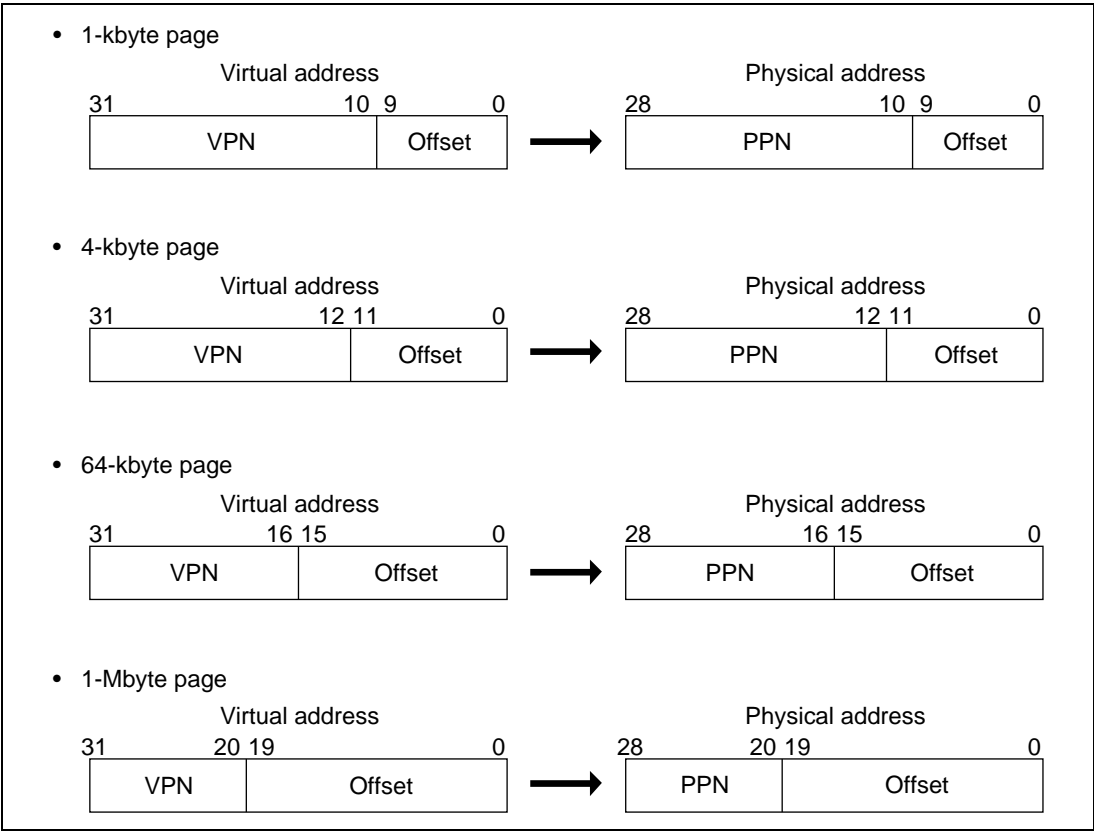 • 1-kbyte page
Virtual address Physical address
31 10 9 0 28 10 9 0
VPN Offset PPN Offset
• 4-kbyte page
Virtual address Physical address
31 12 11 0 28 12 11 0
VPN Offset PPN Offset
• 64-kbyte page
Virtual address Physical address
31 16 15 0 28 16 15 0
VPN Offset PPN Offset
• 1-Mbyte page
Virtual address Physical address
31 20 19 0 28 20 19 0
VPN Offset PPN Offset